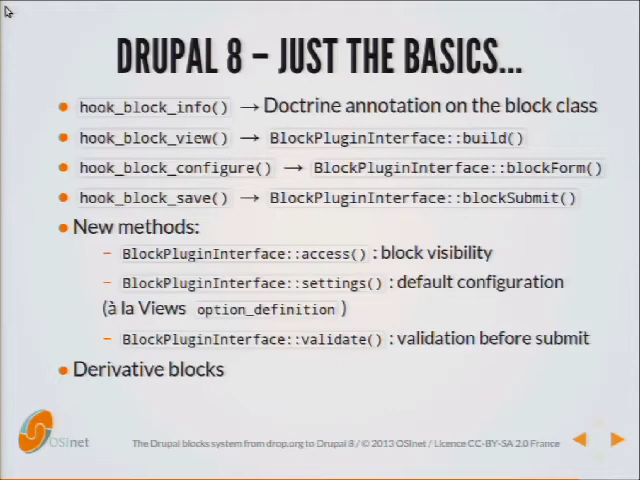 DRUPAL 8 – JUST THE BASICS...
hook_block_info() → Doctrine annotation on the block class
hook_block_view() → BlockPluginInterface::build()
hook_block_configure() → BlockPluginInterface::blockForm()
hook_block_save() → BlockPluginInterface::blockSubmit()
New methods:
– BlockPluginInterface::access() : block visibility
– BlockPluginInterface::settings() : default configuration
(à la Views option_definition )
– BlockPluginInterface::validate() : validation before submit
Derivative blocks
OSInet
The Drupal blocks system from drop.org to Drupal 8 / © 2013 OSInet / Licence CC-BY-SA 2.0 France